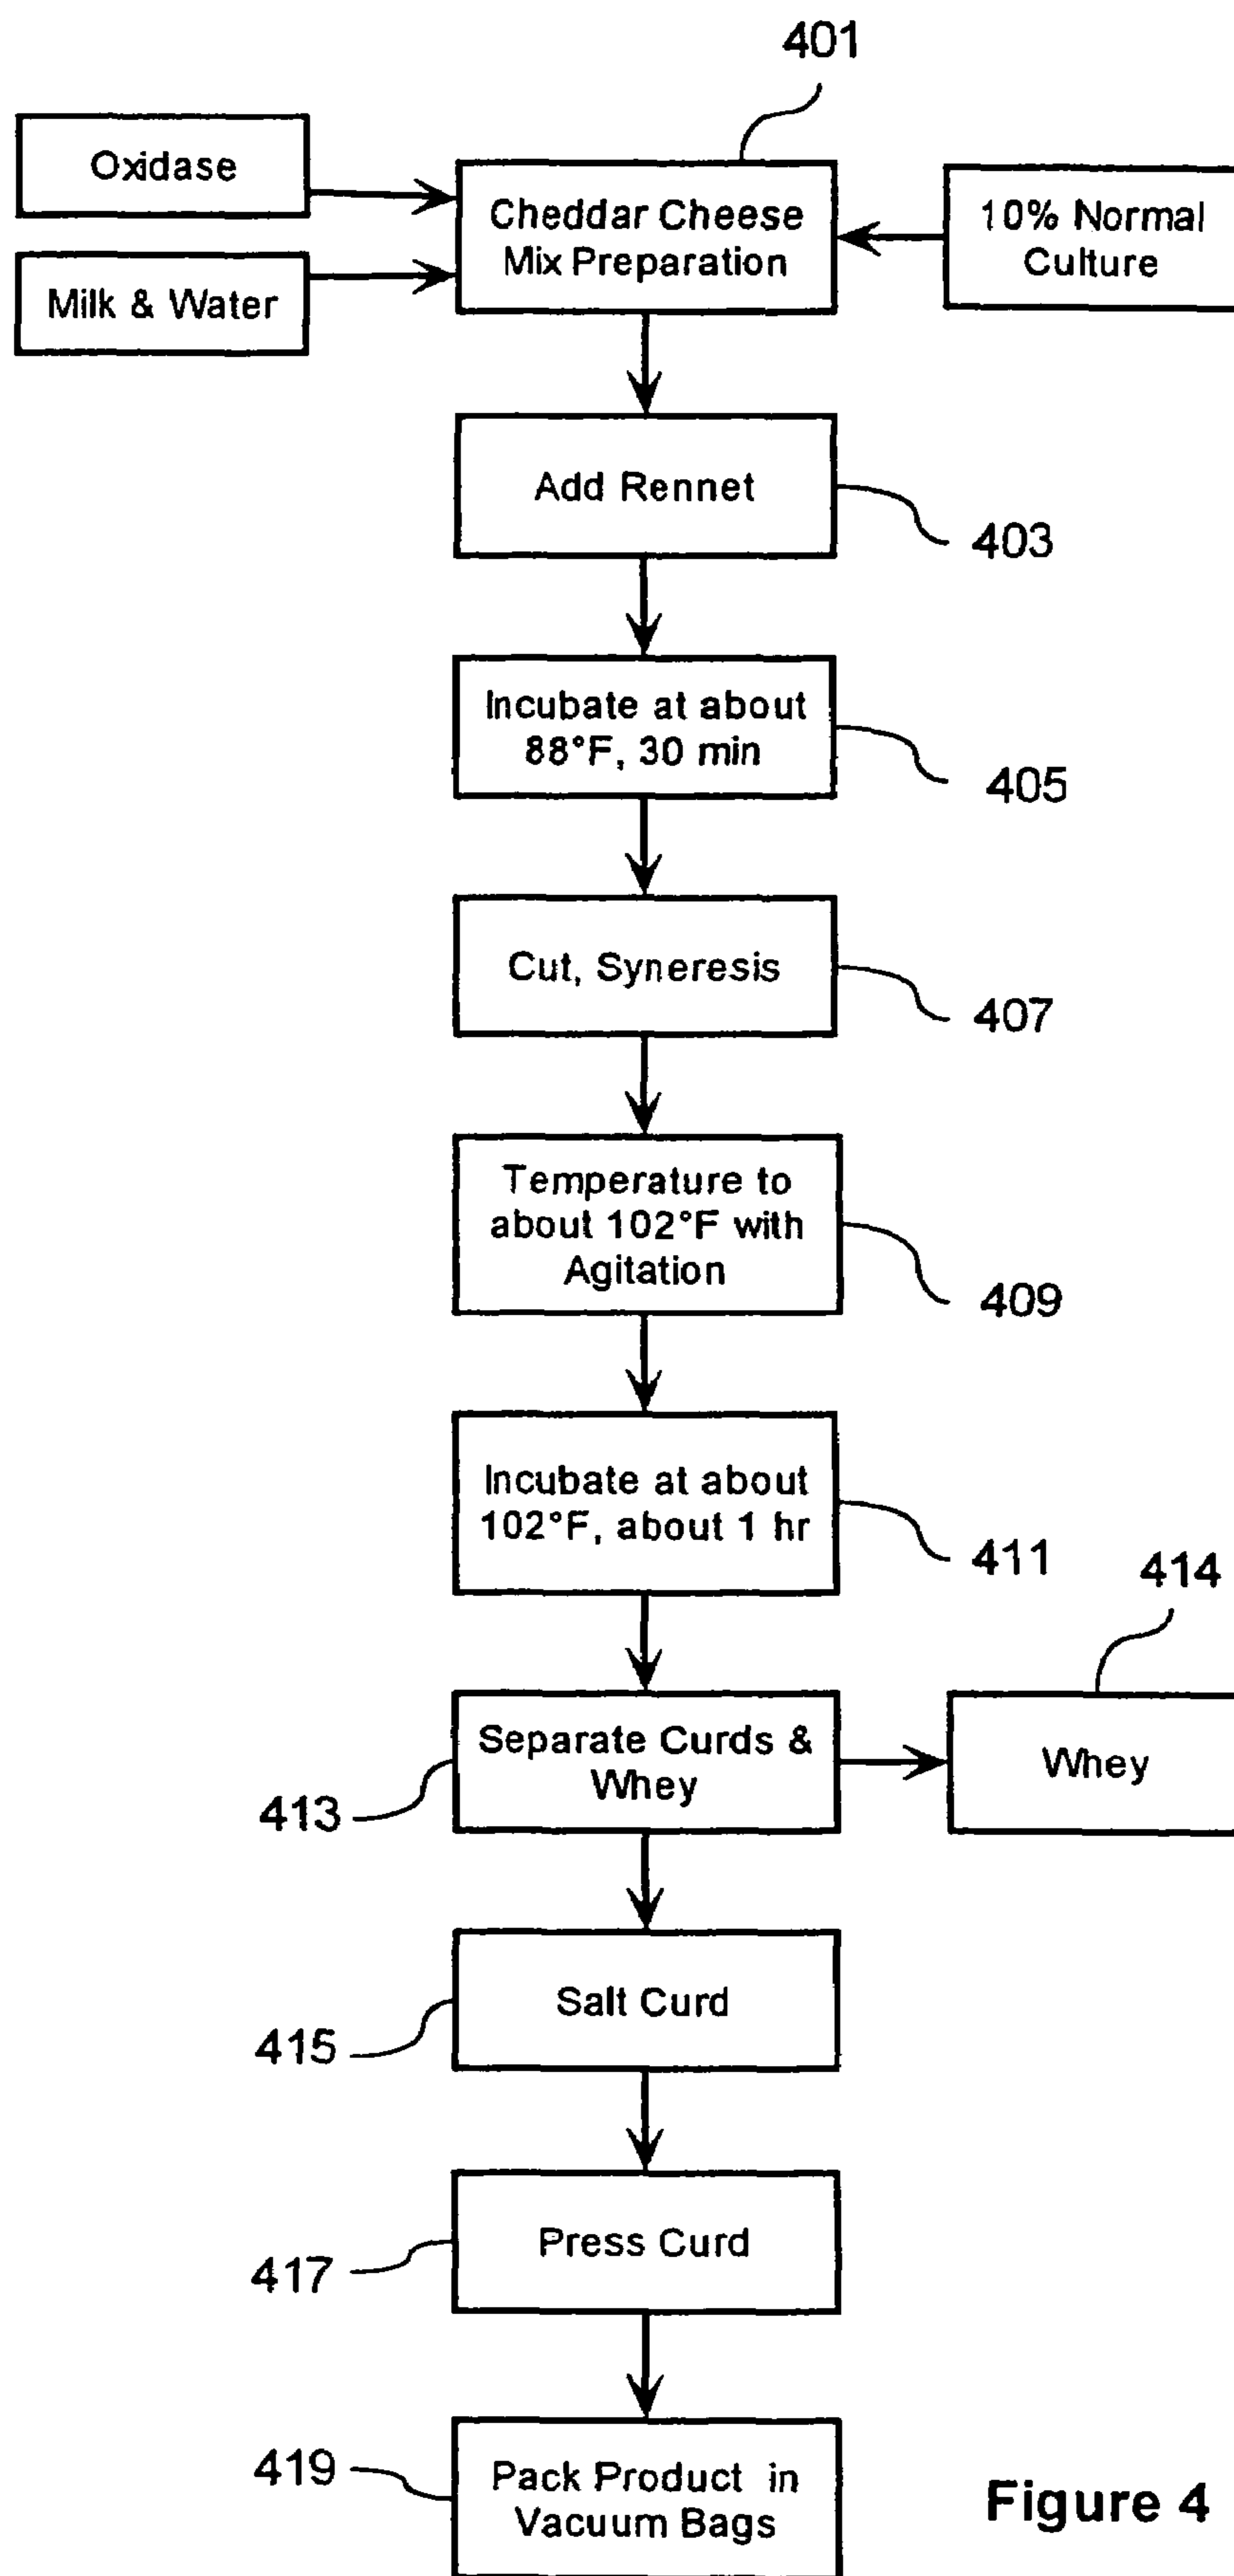 401
Oxidase
Cheddar Cheese
Mix Preparation
10% Normal
Culture
Milk & Water
Add Rennet
403
Incubate at about
88°F, 30 min
405
Cut, Syneresis
407
Temperature to
about 102°F with
Agitation
409
Incubate at about
102°F, about 1 hr
411
414
Separate Curds &
Whey
Whey
413
Salt Curd
415
Press Curd
417
419
Pack Product in
Vacuum Bags
Figure 4